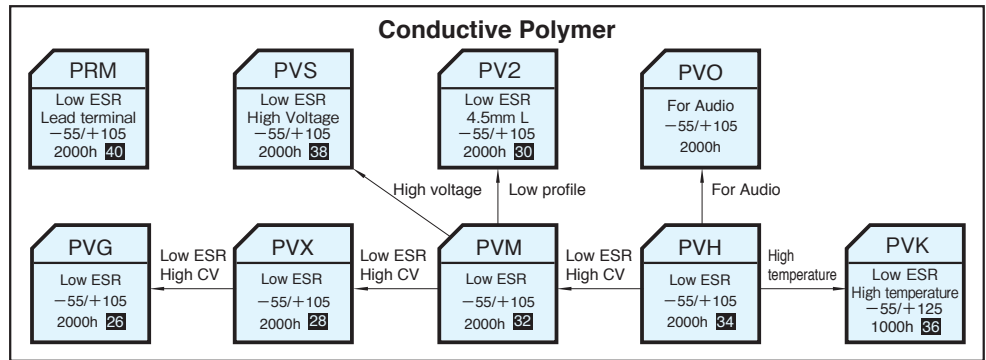 Conductive Polymer
PRM
Low ESR
Lead terminal
−55/+105
2000h 40
PVS
Low ESR
High Voltage
−55/+105
2000h 38
PV2
Low ESR
4.5mm L
−55/+105
2000h 30
PVO
For Audio
−55/+105
2000h
High voltage
Low profile
For Audio
PVG
Low ESR
−55/+105
2000h 26
Low ESR
High CV
PVX
Low ESR
−55/+105
2000h 28
Low ESR
High CV
PVM
Low ESR
−55/+105
2000h 32
Low ESR
High CV
PVH
Low ESR
−55/+105
2000h 34
High
temperature
PVK
Low ESR
High temperature
−55/+125
1000h 36